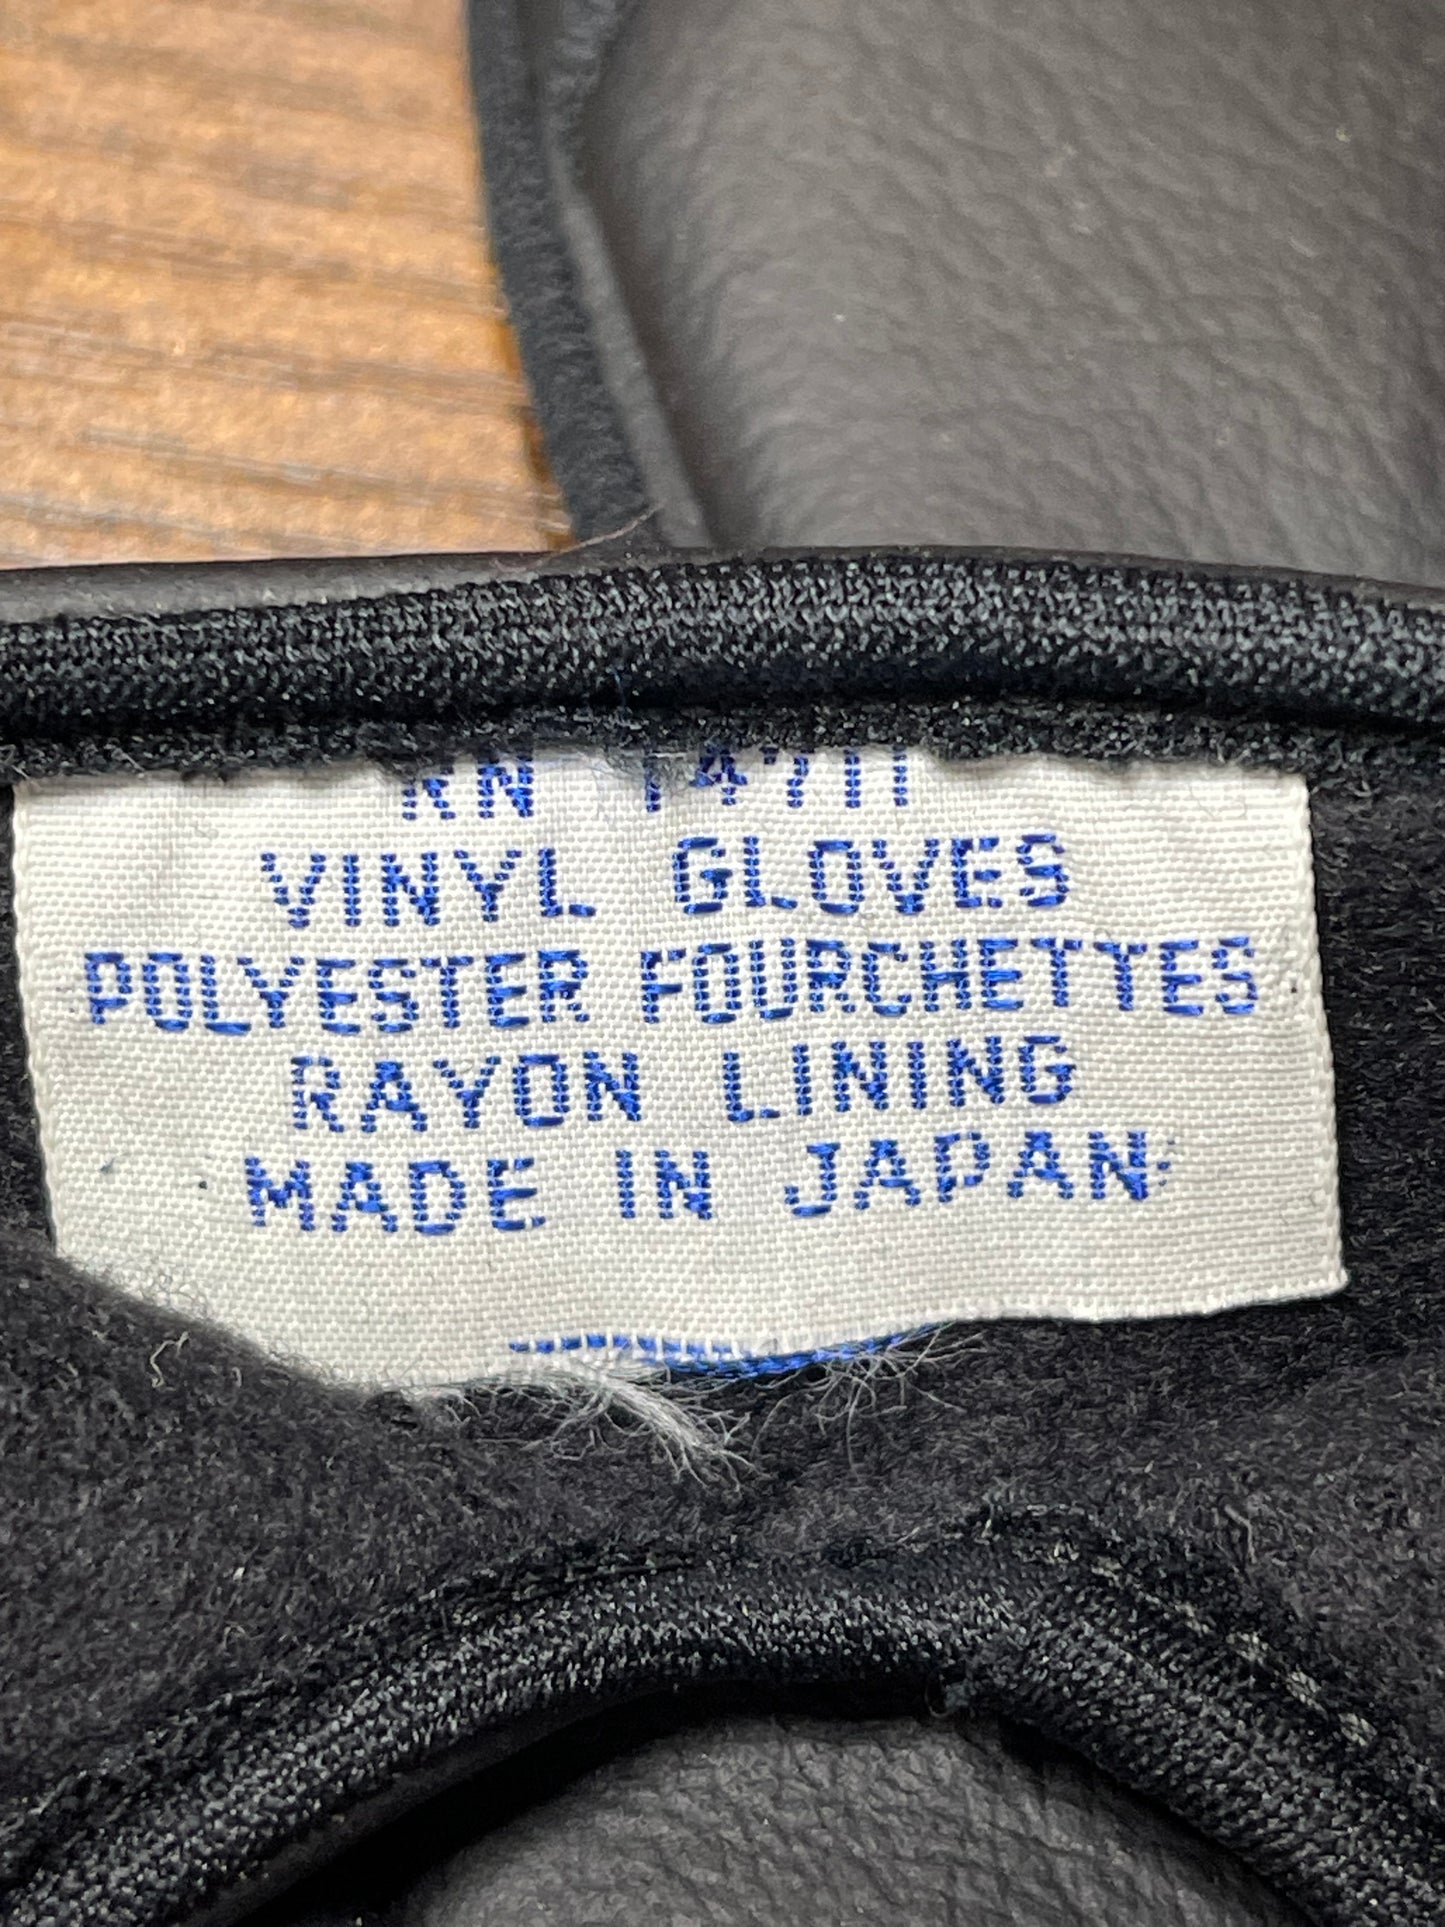 RN 14711
VINYL GLOVES
POLYESTER FOURCHETTES
RAYON LINING
MADE IN JAPAN